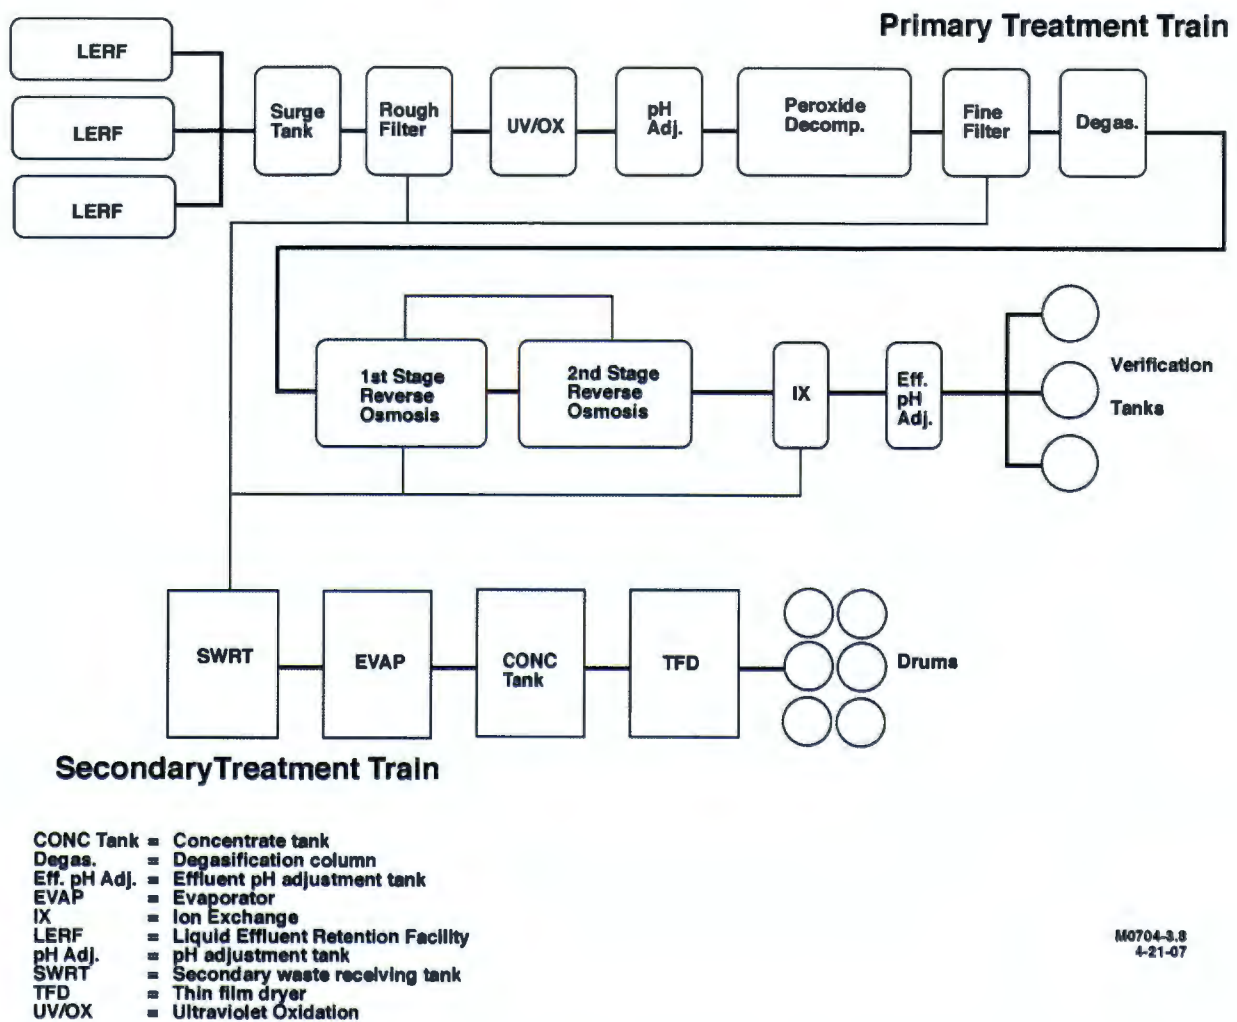 Primary Treatment Train
LERF
LERF
LERF
Surge
Tank
Rough
Filter
UV/OX
pH
Adj.
Peroxide
Decomp.
Fine
Filter
Degas.
1st Stage
Reverse
Osmosis
2nd Stage
Reverse
Osmosis
IX
Eff.
pH
Adj.
Verification
Tanks
SWRT
EVAP
CONC
Tank
TFD
Drums
SecondaryTreatment Train
CONC Tank = Concentrate tank
Degas. = Degasification column
Eff. pH Adj. = Effluent pH adjustment tank
EVAP = Evaporator
IX = Ion Exchange
LERF = Liquid Effluent Retention Facility
pH Adj. = pH adjustment tank
SWRT = Secondary waste receiving tank
TFD = Thin film dryer
UV/OX = Ultraviolet Oxidation
M0704-3.8
4-21-07